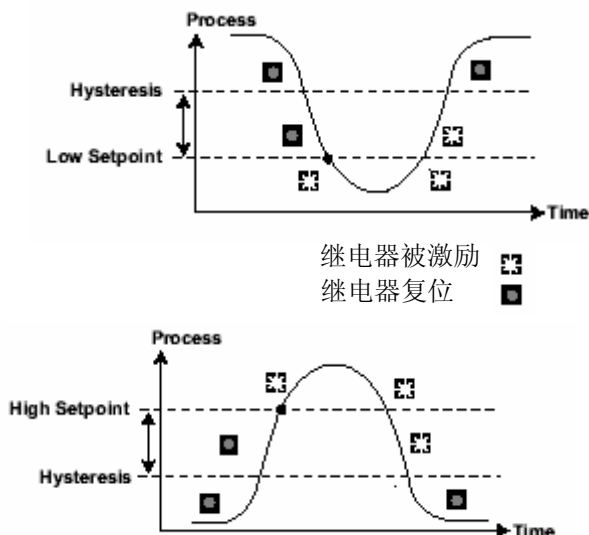 Process
Hysteresis
Low Setpoint
Time
继电器被激励
继电器复位
Process
High Setpoint
Hysteresis
Time